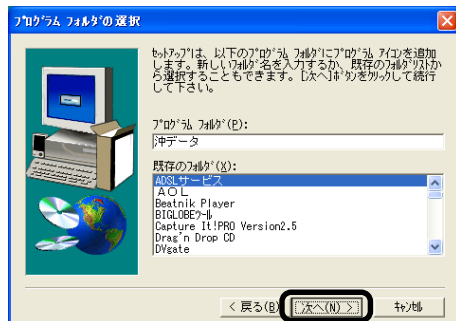 ﾌﾟﾛｸﾞﾗﾑ ﾌｫﾙﾀﾞの選択
ｾｯﾄｱｯﾌﾟは、以下のﾌﾟﾛｸﾞﾗﾑ ﾌｫﾙﾀﾞにﾌﾟﾛｸﾞﾗﾑ ｱｲｺﾝを追加
します。新しいﾌｫﾙﾀﾞ名を入力するか、既存のﾌｫﾙﾀﾞﾘｽﾄか
ら選択することもできます。[次へ]ﾎﾞﾀﾝをｸﾘｯｸして続行
して下さい。
ﾌﾟﾛｸﾞﾗﾑ ﾌｫﾙﾀﾞ(P):
沖データ
既存のﾌｫﾙﾀﾞ(X):
ADSLサービス
ＡＯＬ
Beatnik Player
BIGLOBEﾂｰﾙ
Capture It!PRO Version2.5
Drag'n Drop CD
DVgate
< 戻る(B) 次へ(N) > ｷｬﾝｾﾙ